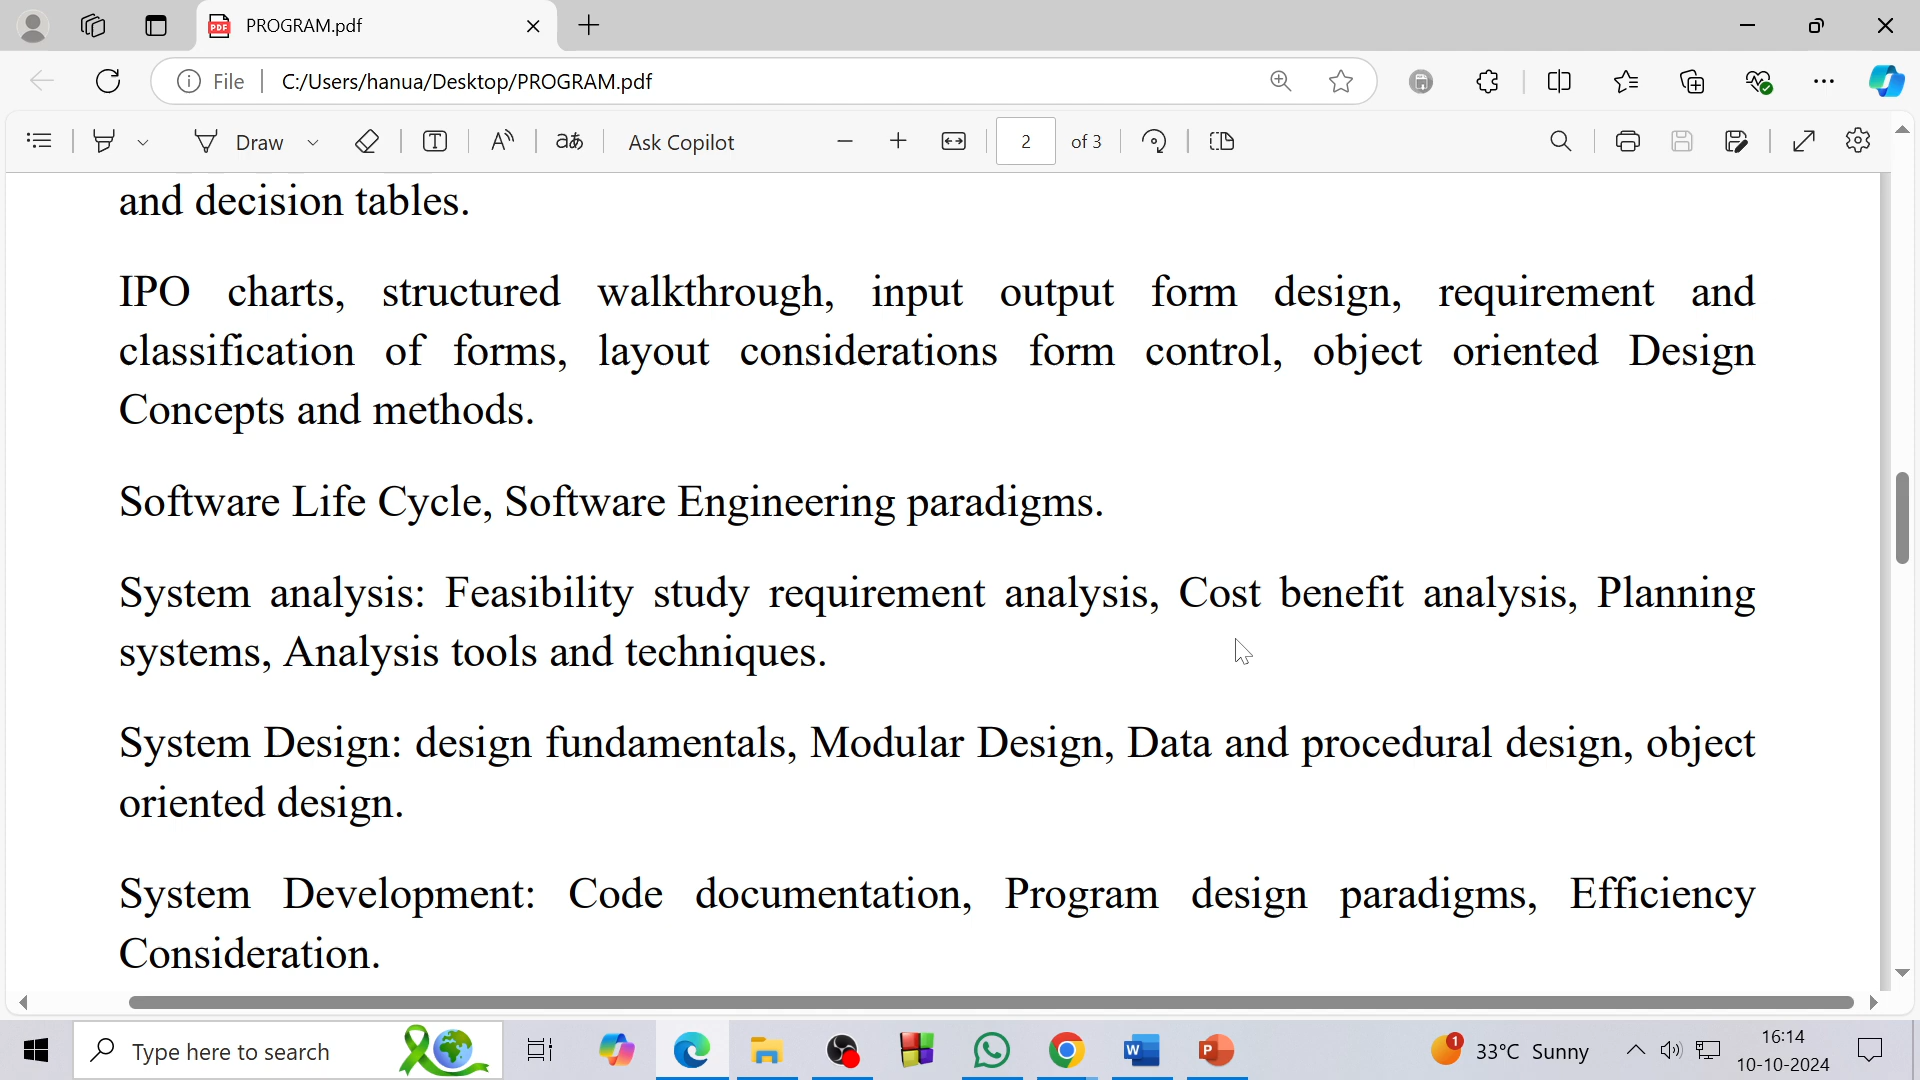 PROGRAM.pdf
File
C:/Users/hanua/Desktop/PROGRAM.pdf
Draw
aあ
Ask Copilot
2
of 3
and decision tables.
IPO charts, structured walkthrough, input output form design, requirement and
classification of forms, layout considerations form control, object oriented Design
Concepts and methods.
Software Life Cycle, Software Engineering paradigms.
System analysis: Feasibility study requirement analysis, Cost benefit analysis, Planning
systems, Analysis tools and techniques.
System Design: design fundamentals, Modular Design, Data and procedural design, object
oriented design.
System Development: Code documentation, Program design paradigms, Efficiency
Consideration.
Type here to search
1
33°C Sunny
16:14
10-10-2024